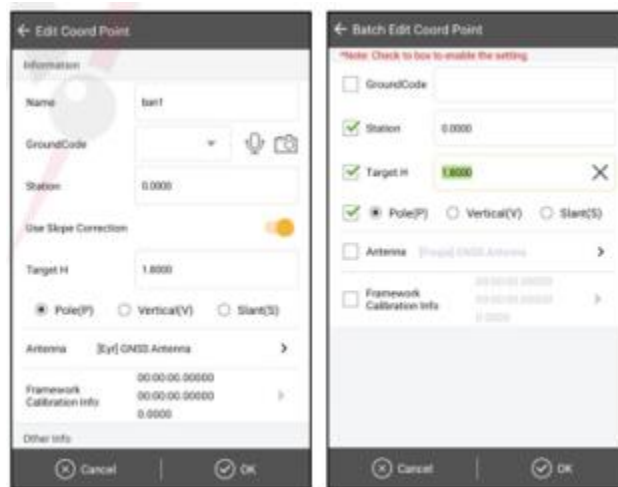 Edit Coord Point
Information
Name ban1
GroundCode
Station 0.0000
Use Slope Correction
Target H 1.8000
Pole(P) Vertical(V) Slant(S)
Antenna GNSS Antenna
Framework
Calibration Info
00:00:00.00000
00:00:00.00000
0.0000
Other Info
Cancel OK
Batch Edit Coord Point
*Note: Check to box to enable the setting
GroundCode
Station 0.0000
Target H 1.8000
Pole(P) Vertical(V) Slant(S)
Antenna GNSS Antenna
Framework
Calibration Info
00:00:00.00000
00:00:00.00000
0.0000
Cancel OK